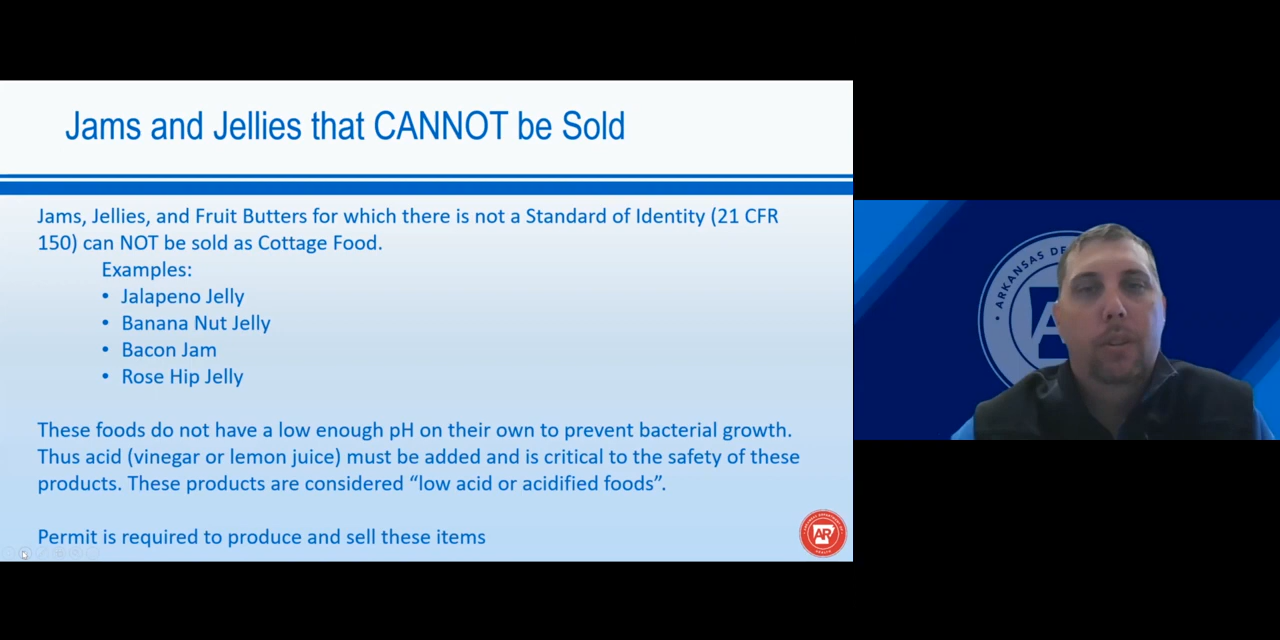 Jams and Jellies that CANNOT be Sold
Jams, Jellies, and Fruit Butters for which there is not a Standard of Identity (21 CFR
150) can NOT be sold as Cottage Food.
Examples:
• Jalapeno Jelly
• Banana Nut Jelly
• Bacon Jam
• Rose Hip Jelly
These foods do not have a low enough pH on their own to prevent bacterial growth.
Thus acid (vinegar or lemon juice) must be added and is critical to the safety of these
products. These products are considered “low acid or acidified foods”.
Permit is required to produce and sell these items
AR
• ARKANSAS DE
A